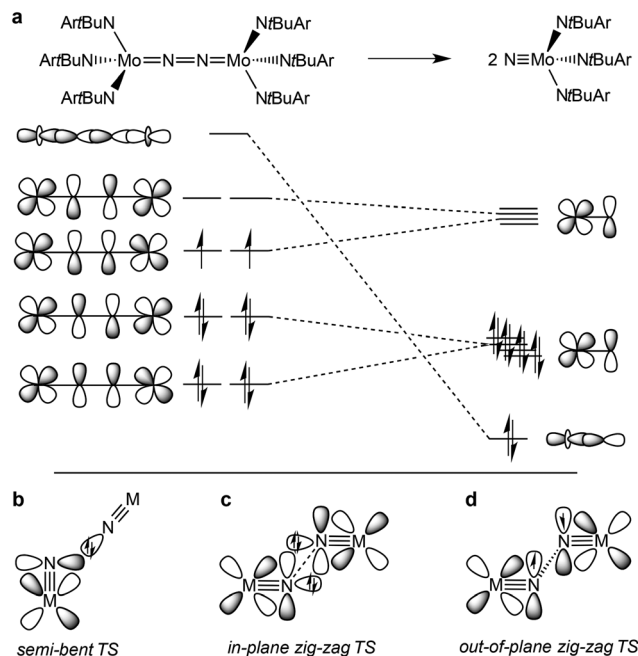 a
ArtBuN NtBuAr NtBuAr
ArtBuN Mo=N=N=Mo NtBuAr 2 N≡Mo NtBuAr
ArtBuN NtBuAr NtBuAr
b c d
M
N
N
M
semi-bent TS
N≡M
M≡N
in-plane zig-zag TS
N≡M
M≡N
out-of-plane zig-zag TS